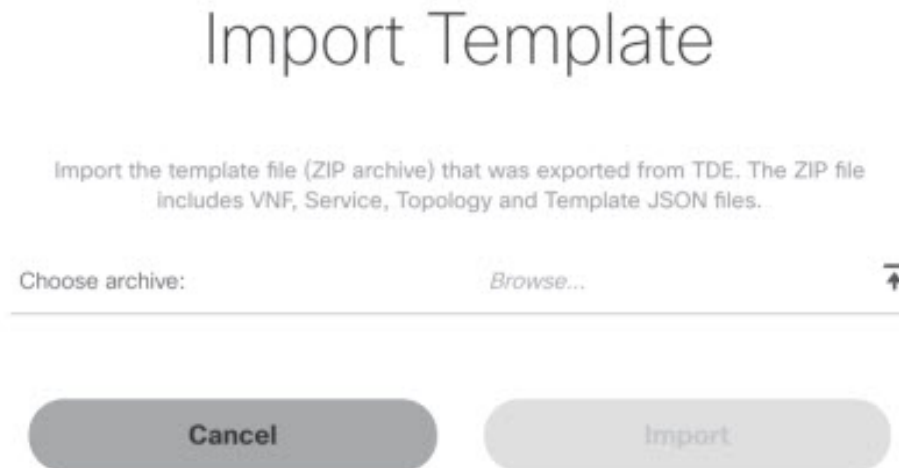 Import Template
Import the template file (ZIP archive) that was exported from TDE. The ZIP file
includes VNF, Service, Topology and Template JSON files.
Choose archive: Browse...
Cancel Import